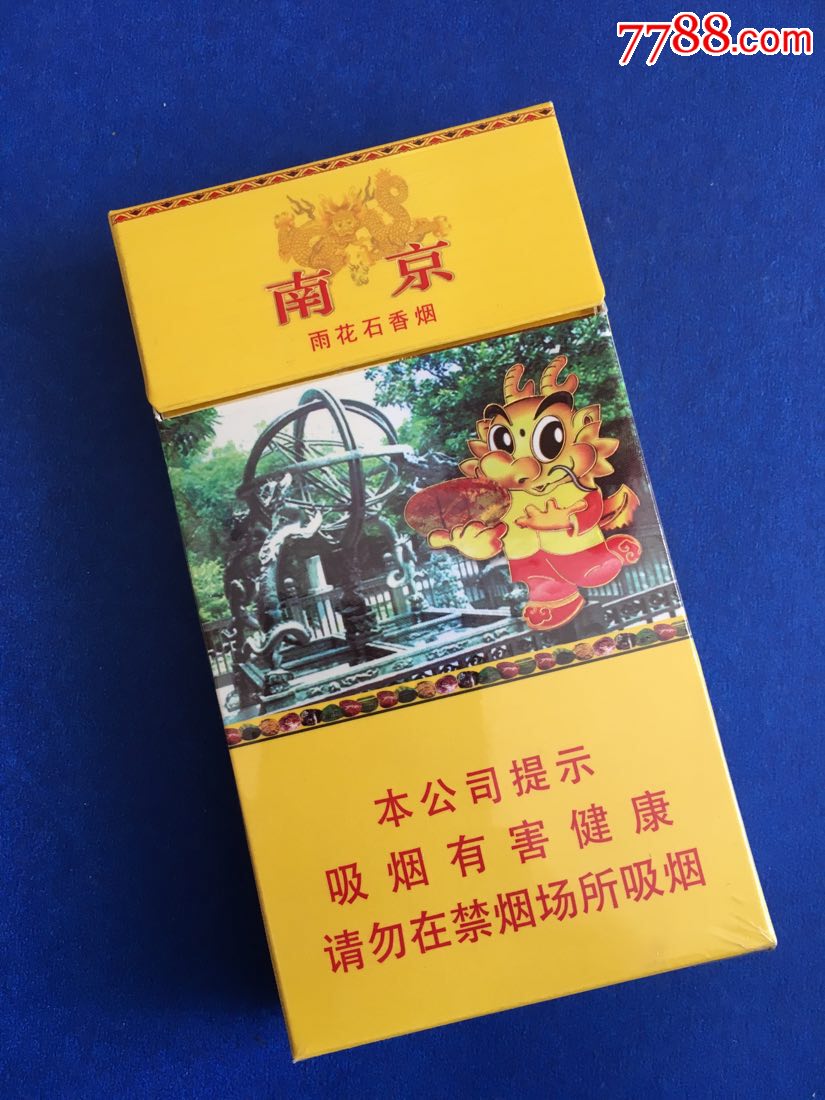 7788.com
南京
雨花石香烟
本公司提示
吸烟有害健康
请勿在禁烟场所吸烟